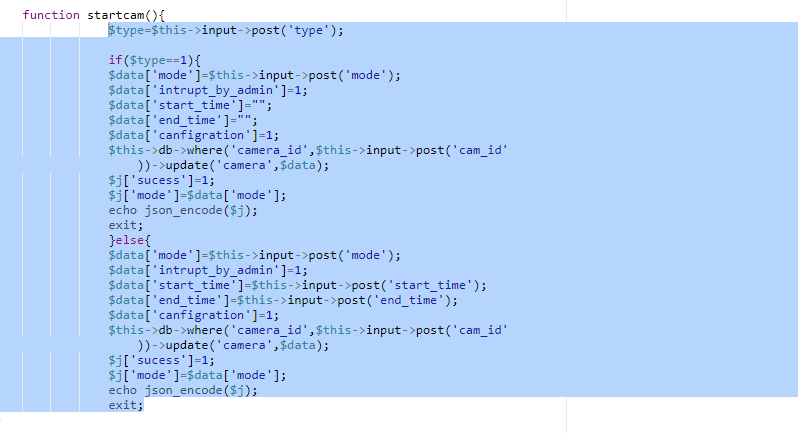 function startcam(){
$type=$this->input->post('type');
if($type==1){
$data['mode']=$this->input->post('mode');
$data['intrupt_by_admin']=1;
$data['start_time']="";
$data['end_time']="";
$data['canfigration']=1;
$this->db->where('camera_id',$this->input->post('cam_id'
))->update('camera',$data);
$j['sucess']=1;
$j['mode']=$data['mode'];
echo json_encode($j);
exit;
}else{
$data['mode']=$this->input->post('mode');
$data['intrupt_by_admin']=1;
$data['start_time']=$this->input->post('start_time');
$data['end_time']=$this->input->post('end_time');
$data['canfigration']=1;
$this->db->where('camera_id',$this->input->post('cam_id'
))->update('camera',$data);
$j['sucess']=1;
$j['mode']=$data['mode'];
echo json_encode($j);
exit;